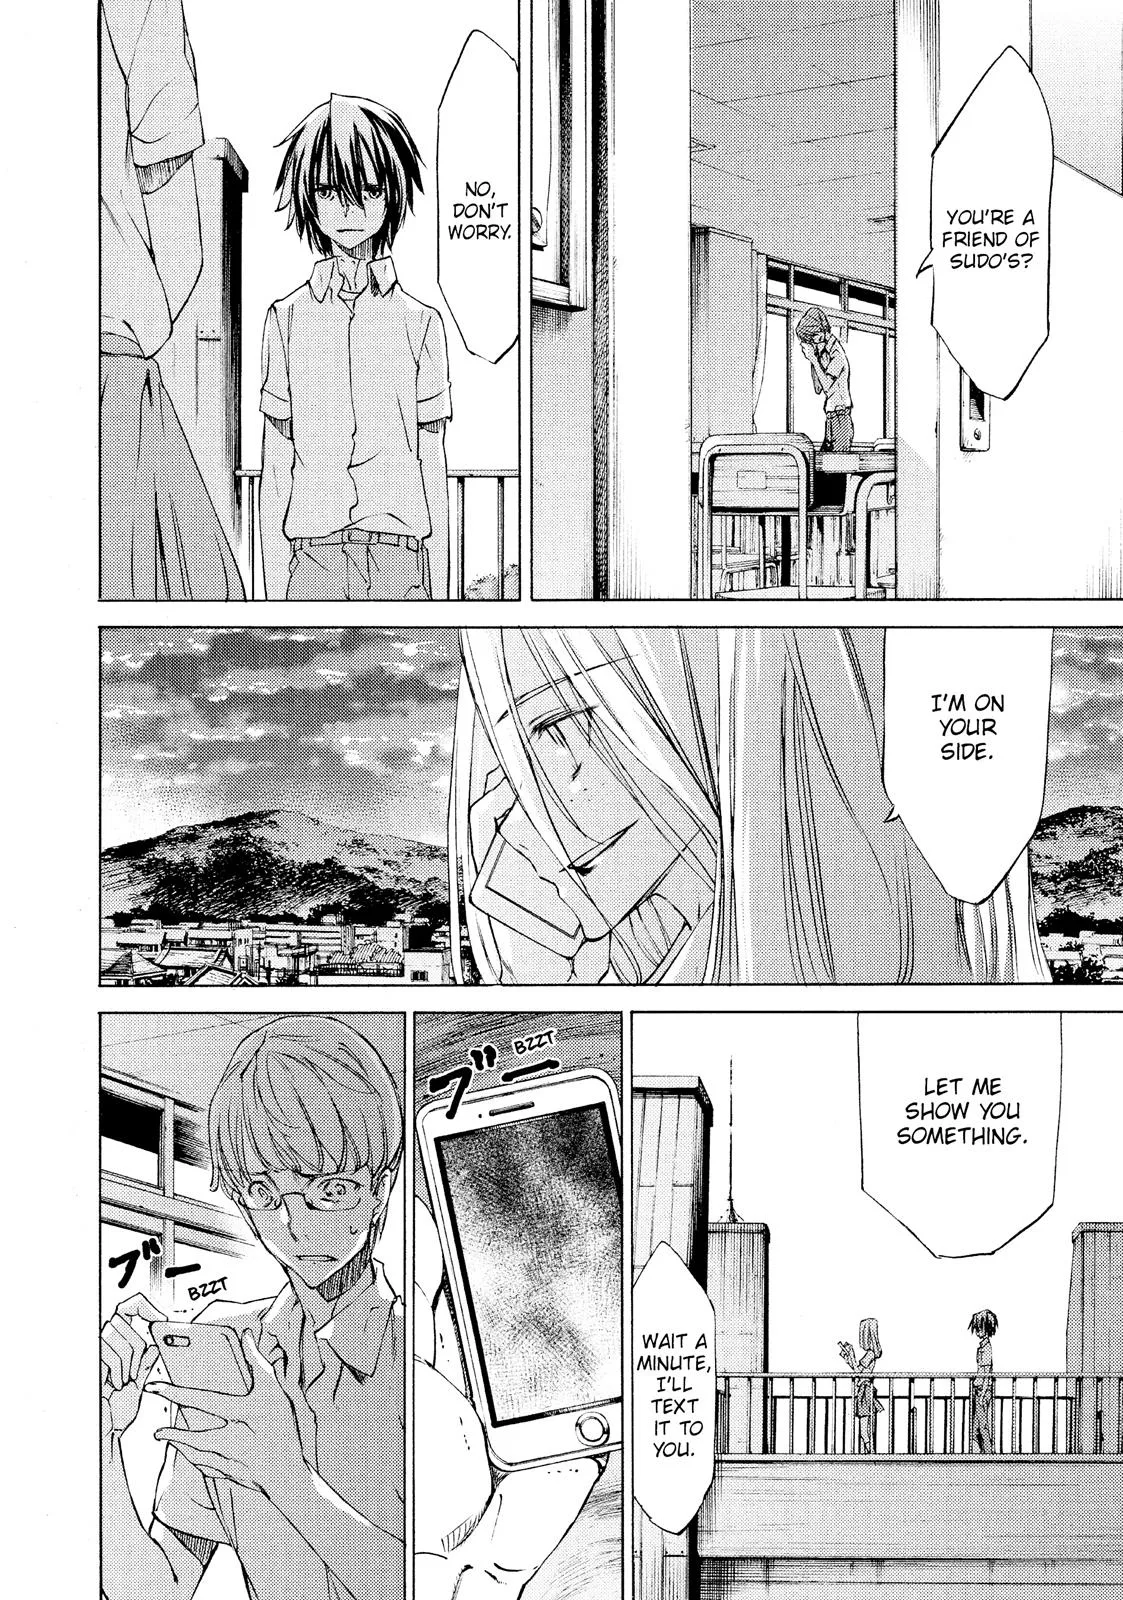 YOU'RE A
FRIEND OF
SUDO'S?
NO,
DON'T
WORRY.
I'M ON
YOUR
SIDE.
LET ME
SHOW YOU
SOMETHING.
WAIT A
MINUTE,
I'LL
TEXT
IT TO
YOU.
ブー
BZZT
ブー
BZZT